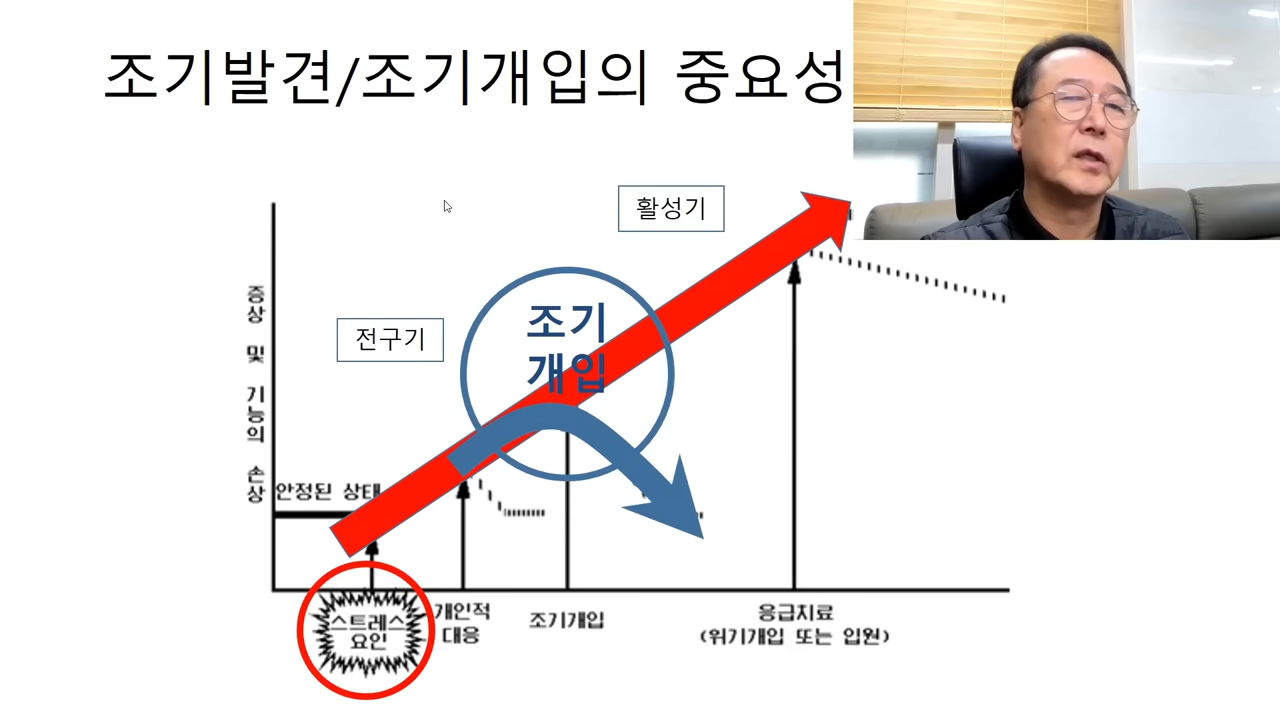 조기발견/조기개입의 중요성
활성기
전구기
조기
개입
증상 및 기능의 손상
안정된 상태
스트레스
요인
개인적
대응
조기개입
응급치료
(위기개입 또는 입원)